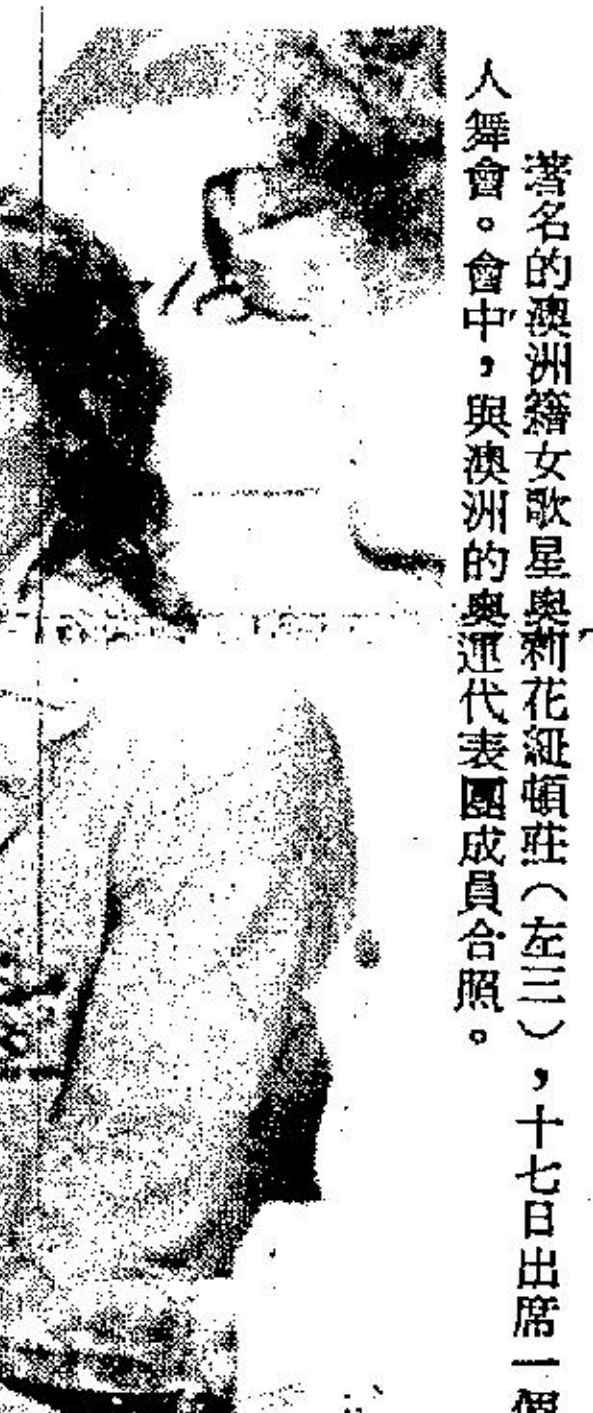 著名的澳洲籍女歌星奧莉花紐頓莊(左三),十七日出席一個
人舞會。會中,與澳洲的奧運代表團成員合照。